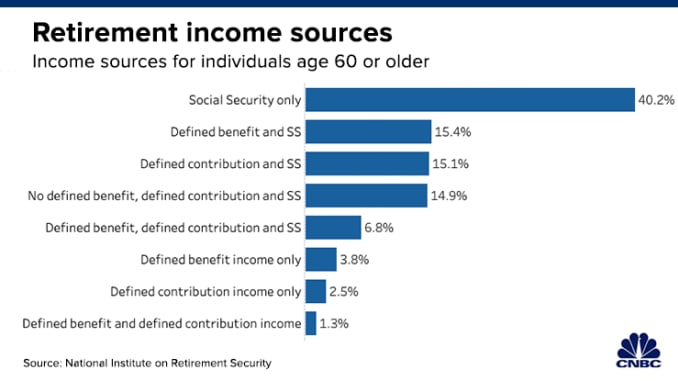 Retirement income sources
Income sources for individuals age 60 or older
Social Security only 40.2%
Defined benefit and SS 15.4%
Defined contribution and SS 15.1%
No defined benefit, defined contribution and SS 14.9%
Defined benefit, defined contribution and SS 6.8%
Defined benefit income only 3.8%
Defined contribution income only 2.5%
Defined benefit and defined contribution income 1.3%
Source: National Institute on Retirement Security
CNBC